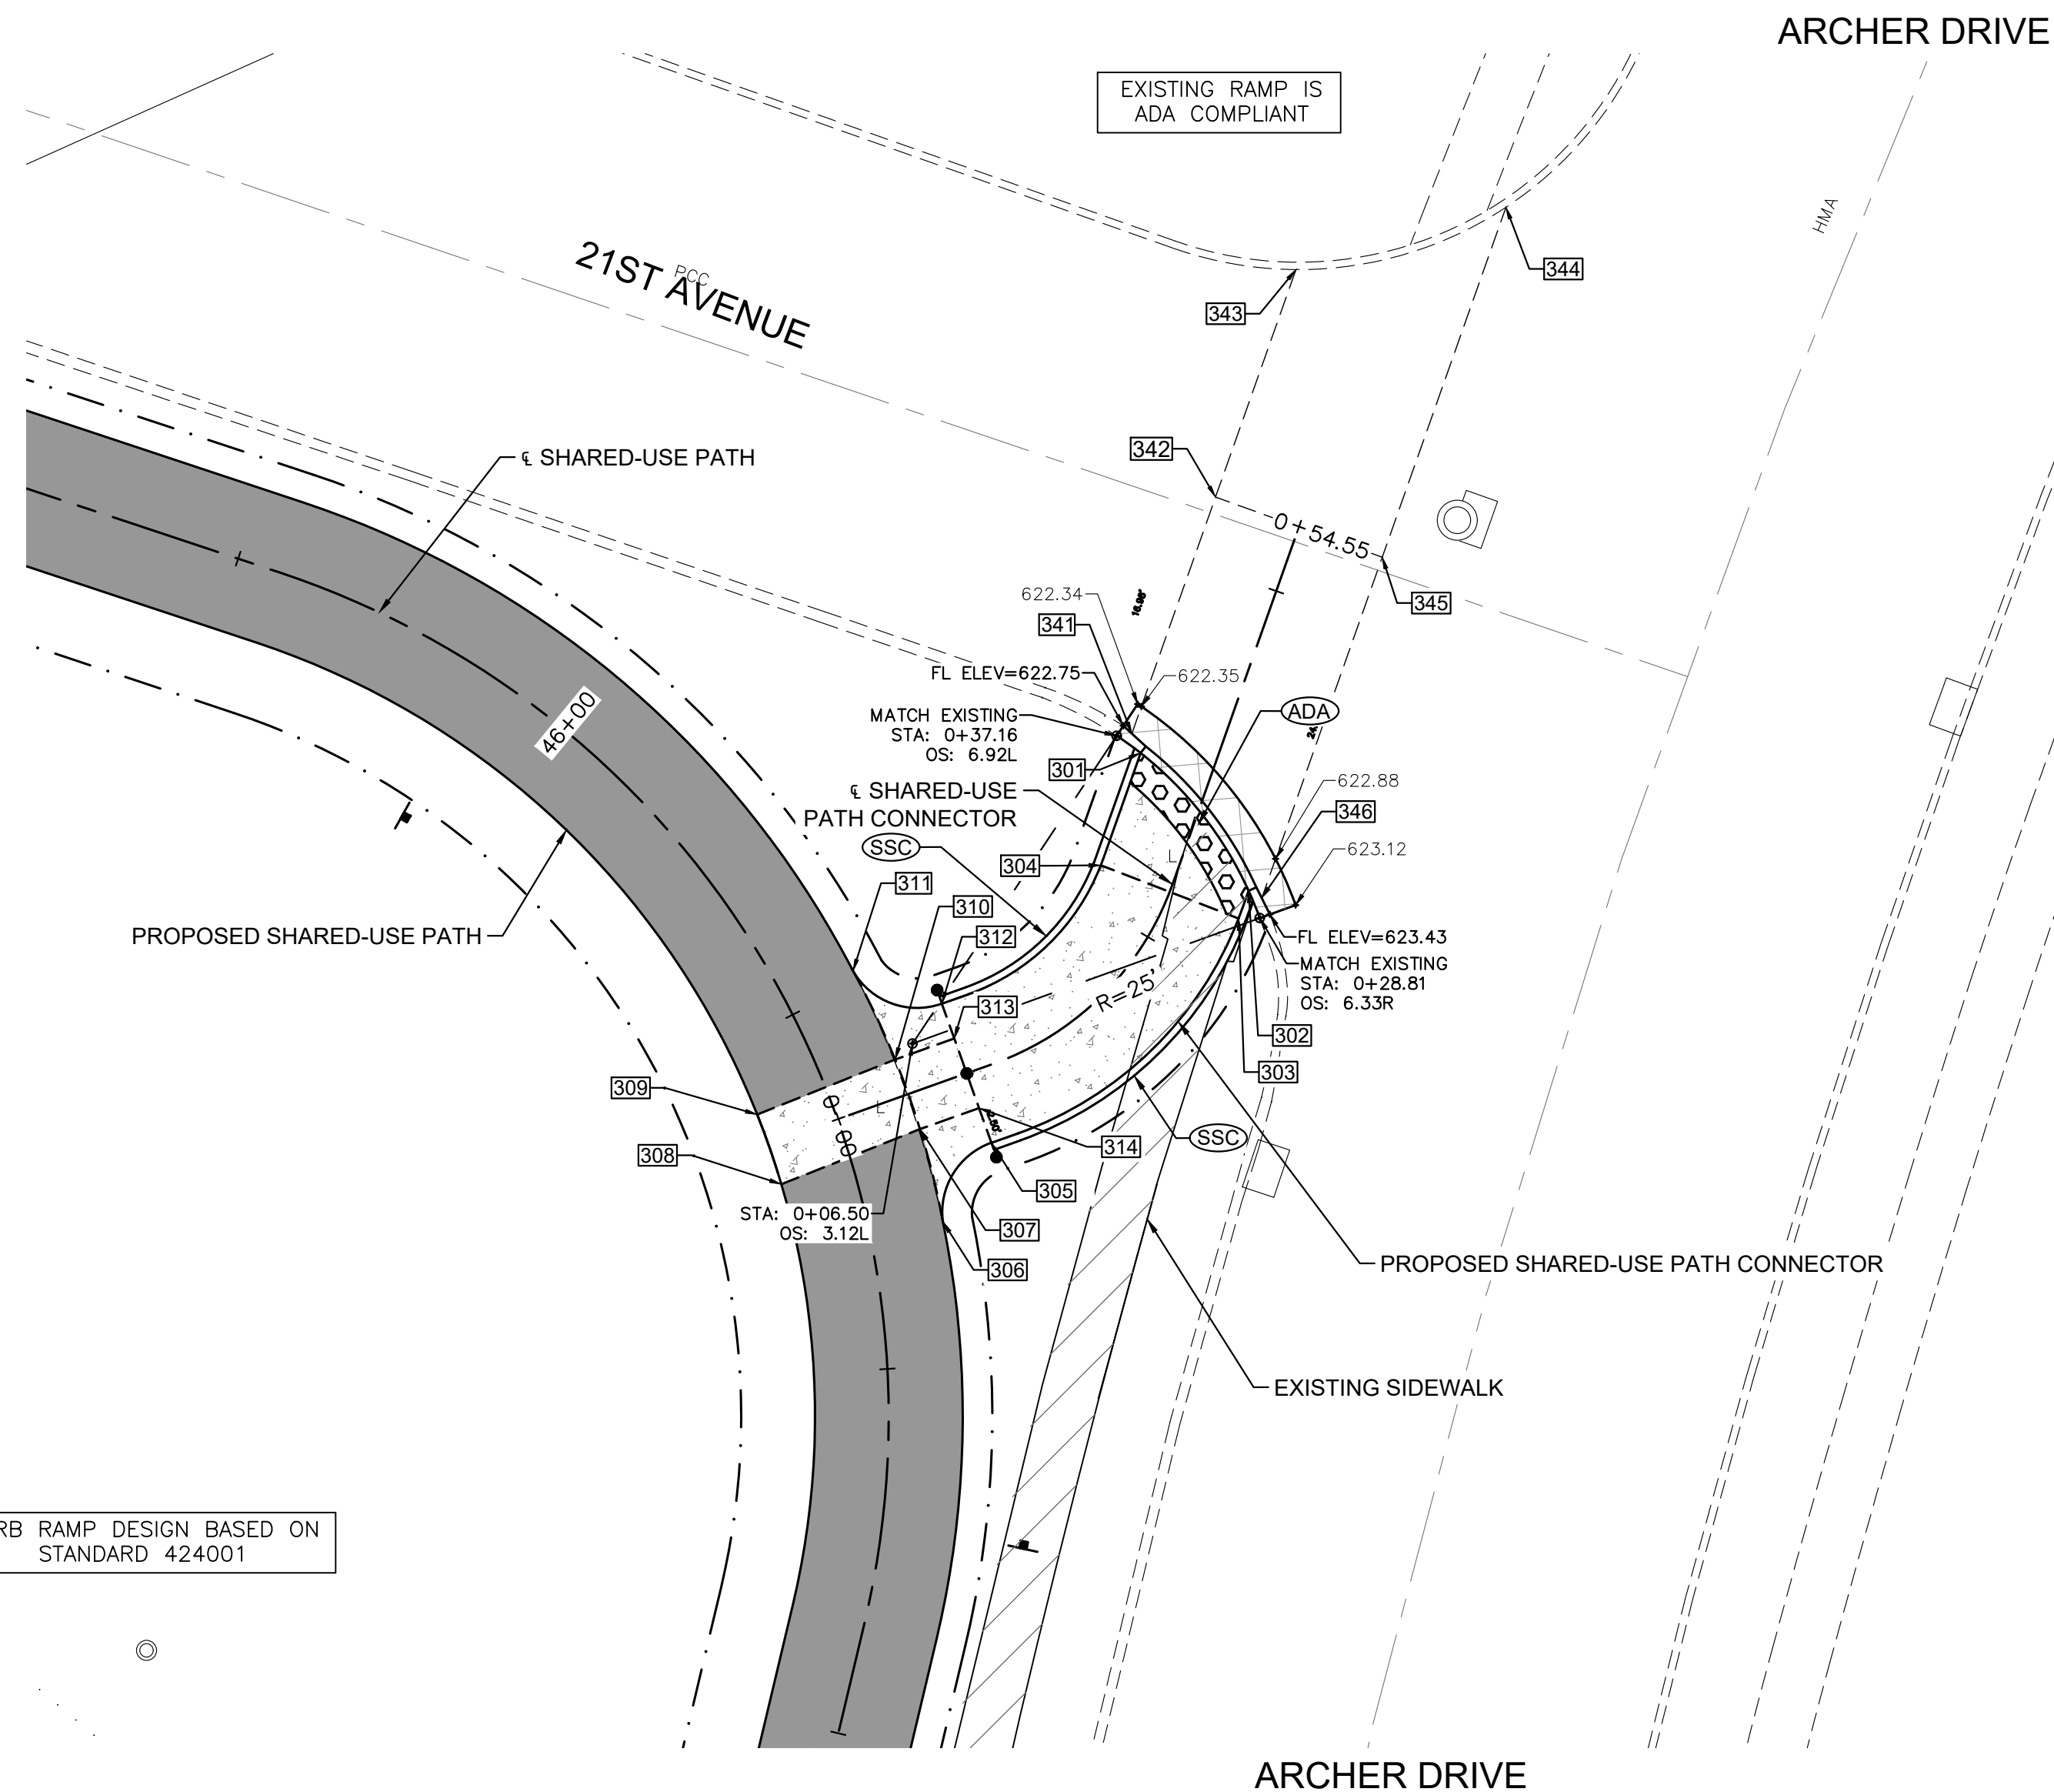 ARCHER DRIVE
EXISTING RAMP IS
ADA COMPLIANT
HMA
21ST AVENUE
PCC
344
343
342
℄ SHARED-USE PATH
0+54.55
345
622.34
16.96'
341
FL ELEV=622.75
622.35
46+00
MATCH EXISTING
STA: 0+37.16
OS: 6.92L
ADA
301
622.88
℄ SHARED-USE
PATH CONNECTOR
346
SSC
623.12
304
L
311
310
PROPOSED SHARED-USE PATH
312
FL ELEV=623.43
MATCH EXISTING
STA: 0+28.81
OS: 6.33R
R=25'
313
302
303
309
0+00
L
308
314
SSC
305
STA: 0+06.50
OS: 3.12L
307
306
PROPOSED SHARED-USE PATH CONNECTOR
EXISTING SIDEWALK
RB RAMP DESIGN BASED ON
STANDARD 424001
ARCHER DRIVE